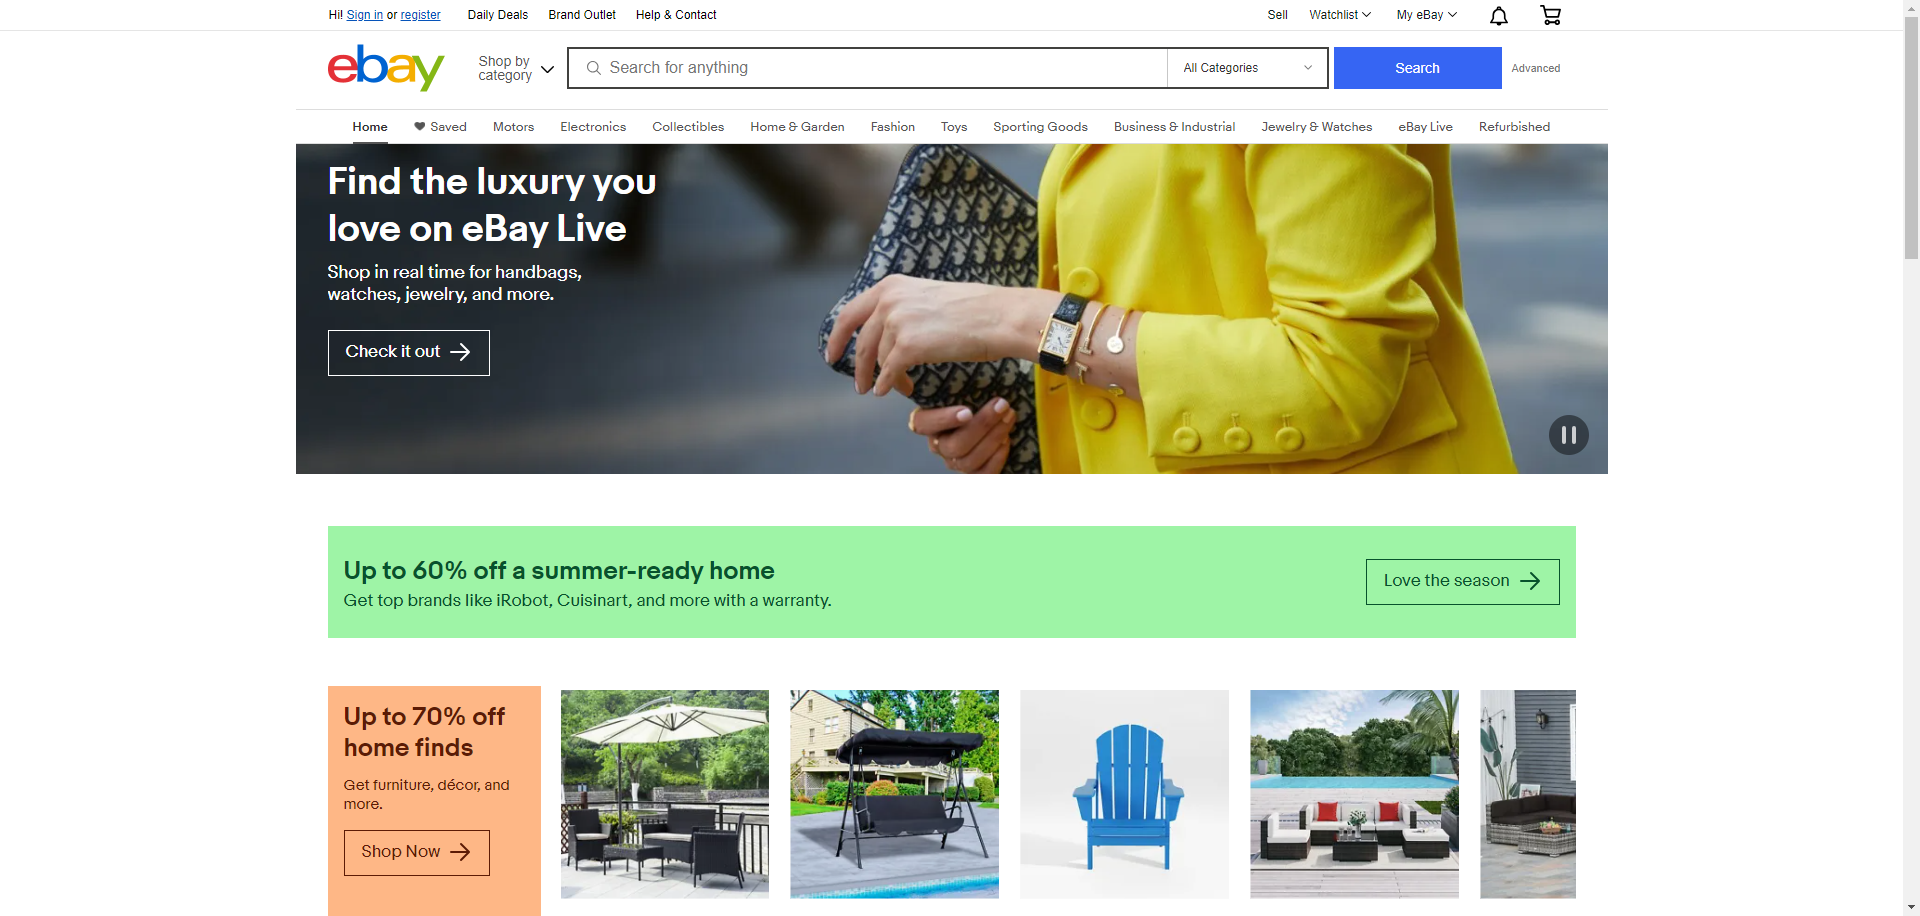 Hi! Sign in or register
Daily Deals
Brand Outlet
Help & Contact
Sell
Watchlist
My eBay
ebay
Shop by
category
Search for anything
All Categories
Search
Advanced
Home
Saved
Motors
Electronics
Collectibles
Home & Garden
Fashion
Toys
Sporting Goods
Business & Industrial
Jewelry & Watches
eBay Live
Refurbished
Find the luxury you
love on eBay Live
Shop in real time for handbags,
watches, jewelry, and more.
Check it out
Up to 60% off a summer-ready home
Get top brands like iRobot, Cuisinart, and more with a warranty.
Love the season
Up to 70% off
home finds
Get furniture, décor, and
more.
Shop Now